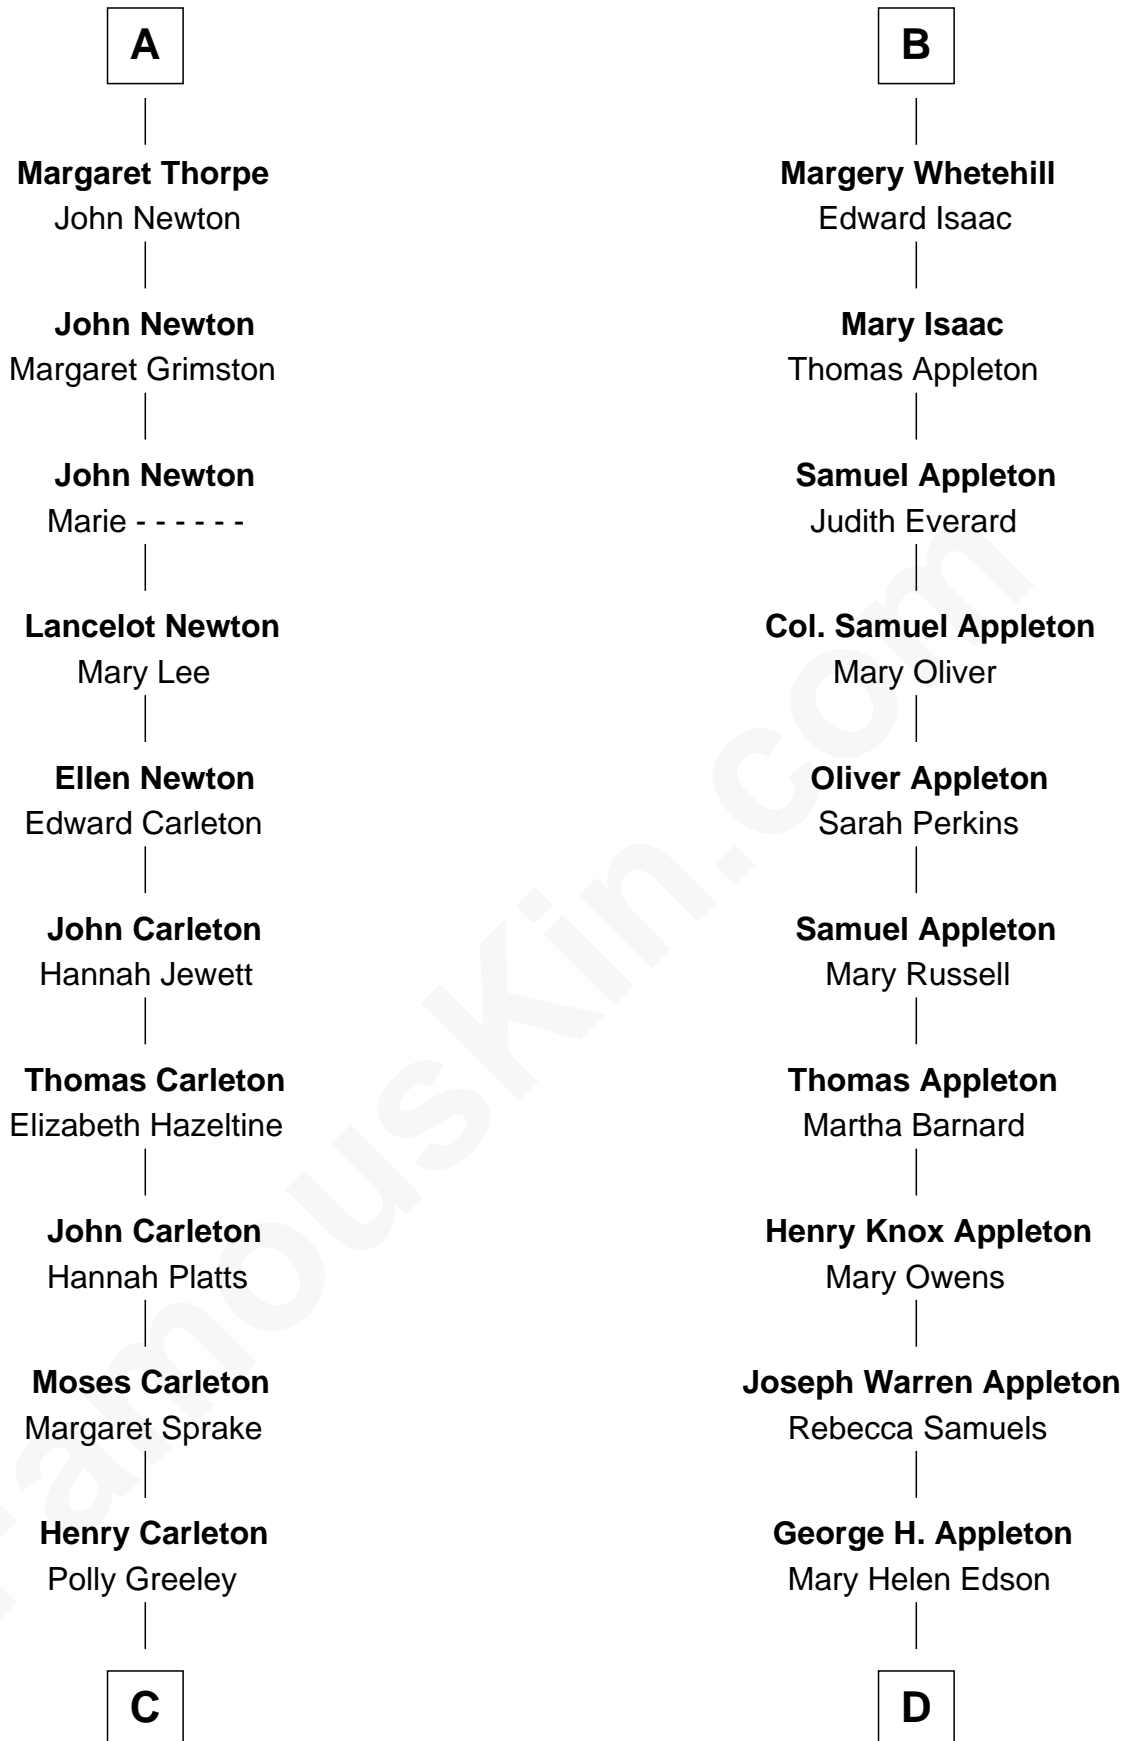 A
Margaret Thorpe
John Newton
John Newton
Margaret Grimston
John Newton
Marie - - - - - -
Lancelot Newton
Mary Lee
Ellen Newton
Edward Carleton
John Carleton
Hannah Jewett
Thomas Carleton
Elizabeth Hazeltine
John Carleton
Hannah Platts
Moses Carleton
Margaret Sprake
Henry Carleton
Polly Greeley
C
B
Margery Whetehill
Edward Isaac
Mary Isaac
Thomas Appleton
Samuel Appleton
Judith Everard
Col. Samuel Appleton
Mary Oliver
Oliver Appleton
Sarah Perkins
Samuel Appleton
Mary Russell
Thomas Appleton
Martha Barnard
Henry Knox Appleton
Mary Owens
Joseph Warren Appleton
Rebecca Samuels
George H. Appleton
Mary Helen Edson
D
FamousKin.com